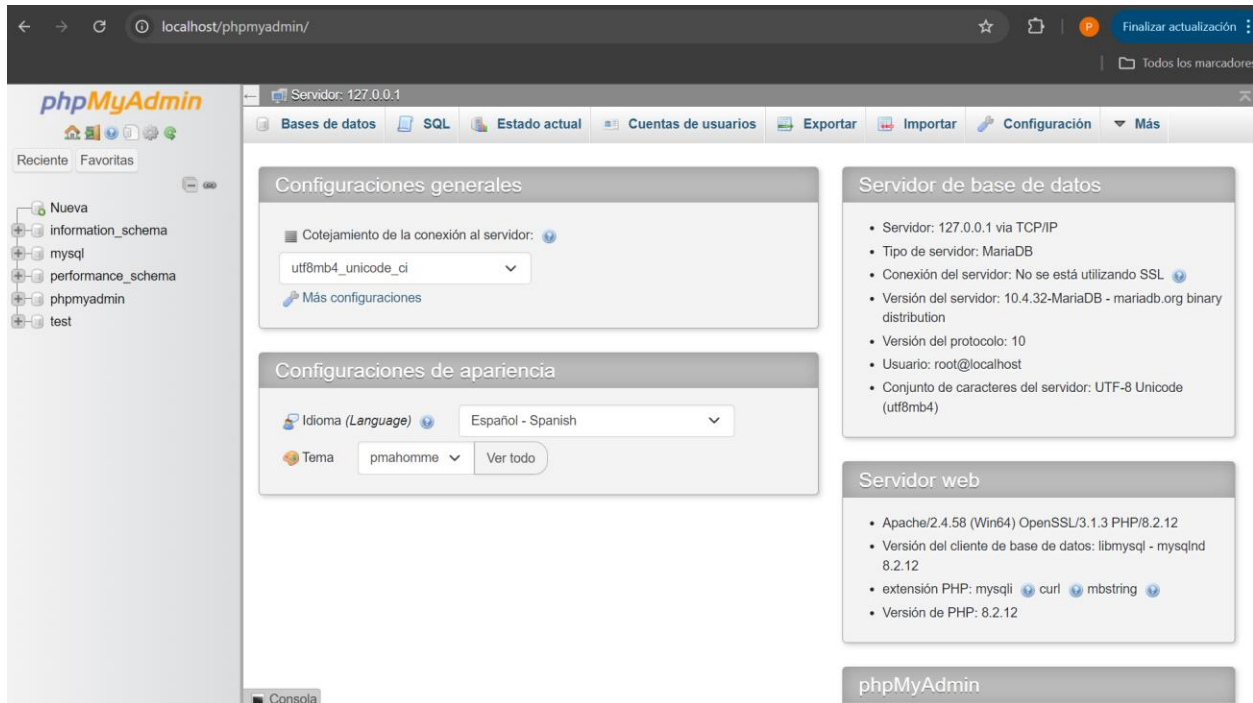 localhost/phpmyadmin/
P
Finalizar actualización
Todos los marcadores
phpMyAdmin
Reciente Favoritas
Nueva
information_schema
mysql
performance_schema
phpmyadmin
test
Servidor: 127.0.0.1
Bases de datos SQL Estado actual Cuentas de usuarios Exportar Importar Configuración Más
Configuraciones generales
Cotejamiento de la conexión al servidor:
utf8mb4_unicode_ci
Más configuraciones
Configuraciones de apariencia
Idioma (Language) Español - Spanish
Tema pmahomme Ver todo
Servidor de base de datos
• Servidor: 127.0.0.1 via TCP/IP
• Tipo de servidor: MariaDB
• Conexión del servidor: No se está utilizando SSL
• Versión del servidor: 10.4.32-MariaDB - mariadb.org binary
distribution
• Versión del protocolo: 10
• Usuario: root@localhost
• Conjunto de caracteres del servidor: UTF-8 Unicode
(utf8mb4)
Servidor web
• Apache/2.4.58 (Win64) OpenSSL/3.1.3 PHP/8.2.12
• Versión del cliente de base de datos: libmysql - mysqlnd
8.2.12
• extensión PHP: mysqli curl mbstring
• Versión de PHP: 8.2.12
phpMyAdmin
Consola